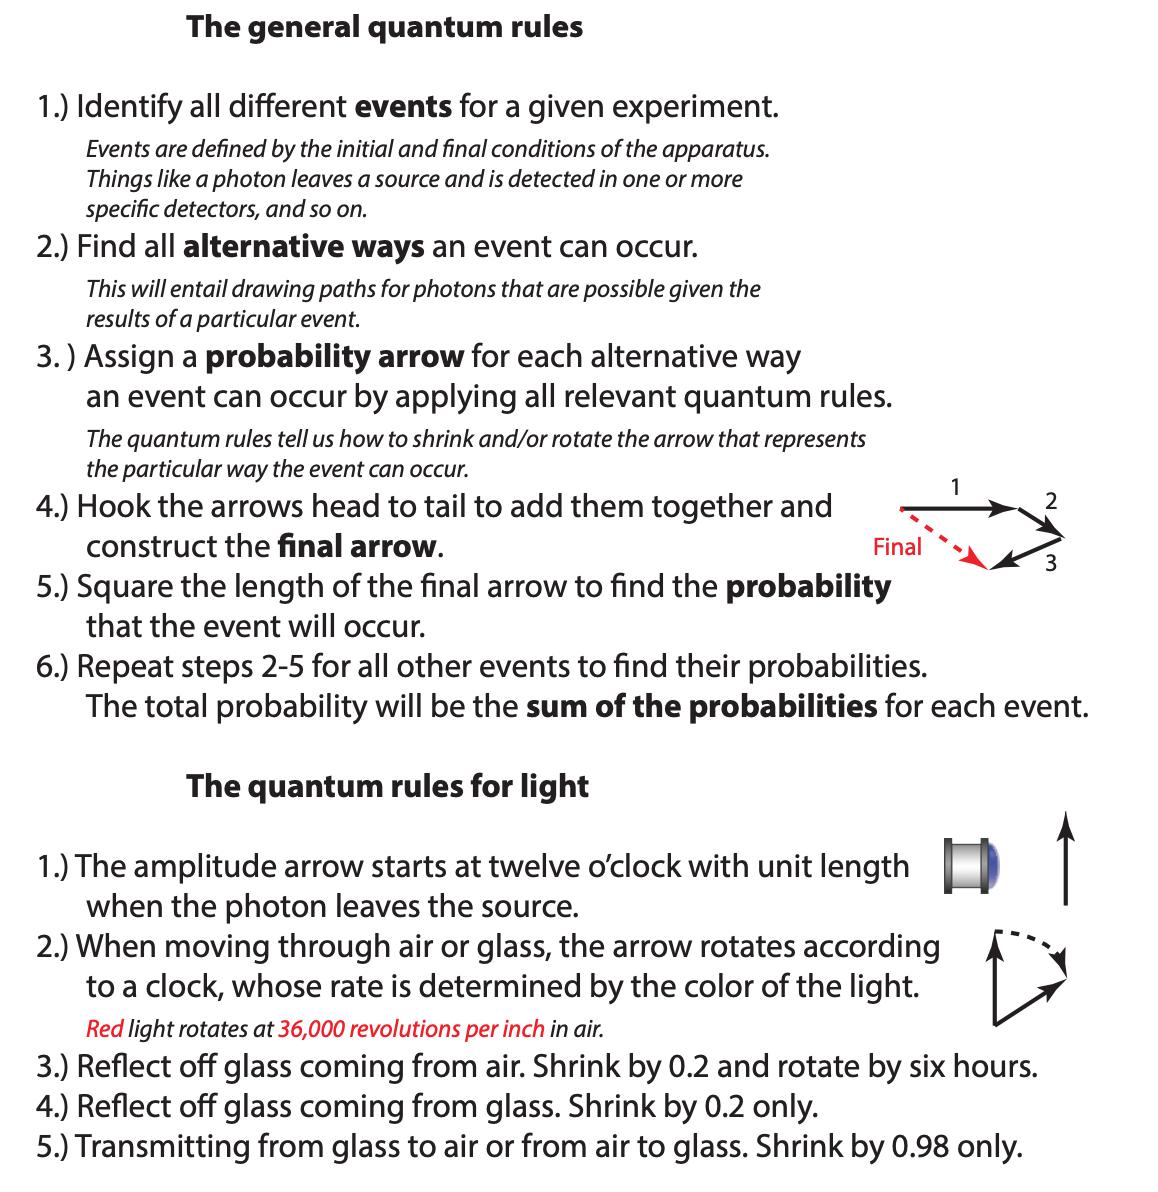 The general quantum rules
1.) Identify all different events for a given experiment.
Events are defined by the initial and final conditions of the apparatus.
Things like a photon leaves a source and is detected in one or more
specific detectors, and so on.
2.) Find all alternative ways an event can occur.
This will entail drawing paths for photons that are possible given the
results of a particular event.
3. ) Assign a probability arrow for each alternative way
an event can occur by applying all relevant quantum rules.
The quantum rules tell us how to shrink and/or rotate the arrow that represents
the particular way the event can occur.
4.) Hook the arrows head to tail to add them together and
construct the final arrow.
1
2
Final
3
5.) Square the length of the final arrow to find the probability
that the event will occur.
6.) Repeat steps 2-5 for all other events to find their probabilities.
The total probability will be the sum of the probabilities for each event.
The quantum rules for light
1.) The amplitude arrow starts at twelve o’clock with unit length
when the photon leaves the source.
2.) When moving through air or glass, the arrow rotates according
to a clock, whose rate is determined by the color of the light.
Red light rotates at 36,000 revolutions per inch in air.
3.) Reflect off glass coming from air. Shrink by 0.2 and rotate by six hours.
4.) Reflect off glass coming from glass. Shrink by 0.2 only.
5.) Transmitting from glass to air or from air to glass. Shrink by 0.98 only.